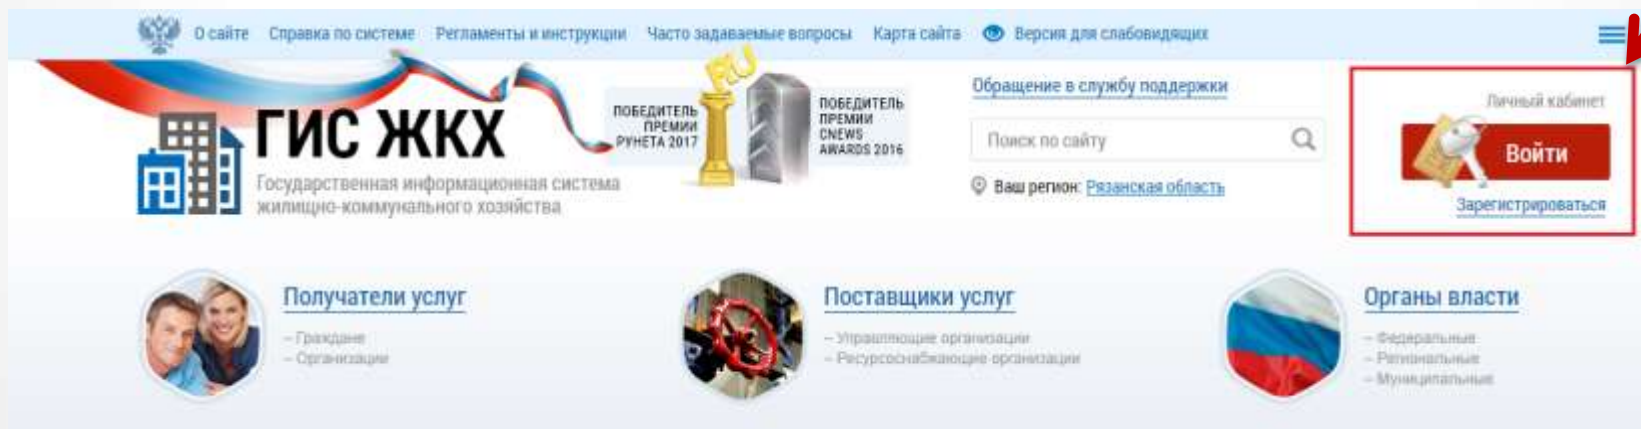 О сайте Справка по системе Регламенты и инструкции Часто задаваемые вопросы Карта сайта Версия для слабовидящих
ГИС ЖКХ
Государственная информационная система
жилищно-коммунального хозяйства
ПОБЕДИТЕЛЬ
ПРЕМИИ
РУНЕТА 2017
RU
ПОБЕДИТЕЛЬ
ПРЕМИИ
CNEWS
AWARDS 2016
Обращение в службу поддержки
Поиск по сайту
Ваш регион: Рязанская область
Личный кабинет
Войти
Зарегистрироваться
Получатели услуг
– Граждане
– Организации
Поставщики услуг
– Управляющие организации
– Ресурсоснабжающие организации
Органы власти
– Федеральные
– Региональные
– Муниципальные